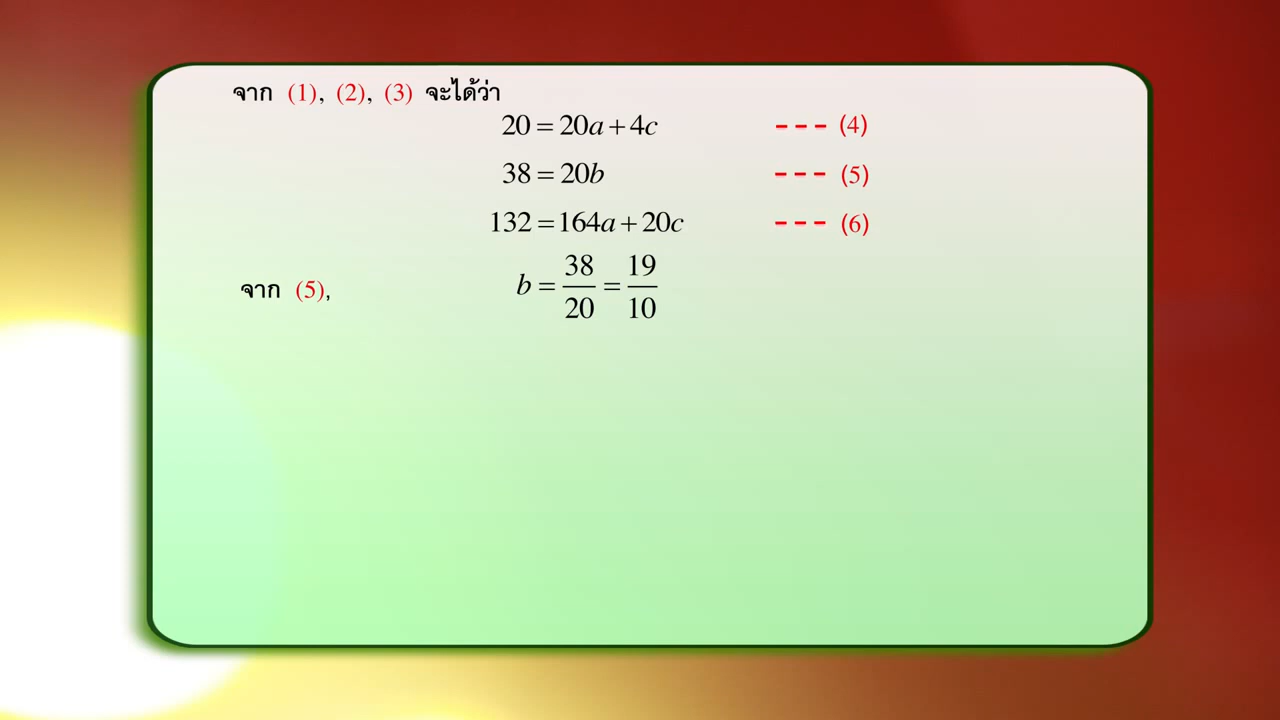 จาก (1), (2), (3) จะได้ว่า
20 = 20a + 4c --- (4)
38 = 20b --- (5)
132 = 164a + 20c --- (6)
จาก (5), b = 38/20 = 19/10